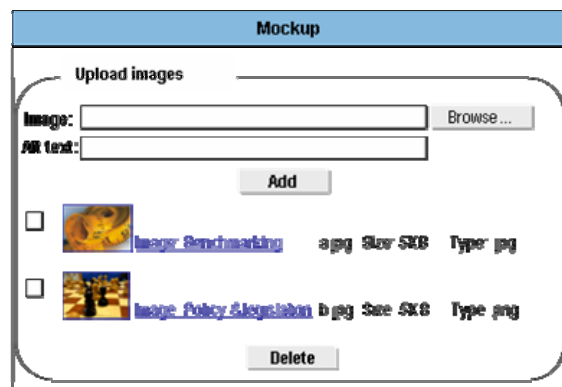 Mockup
Upload images
Image: Browse ...
Alt text:
Add
Image: Benchmarking a.jpg Size: 5KB Type: jpg
Image: Policy &legislation b.jpg Size: 5KB Type: png
Delete